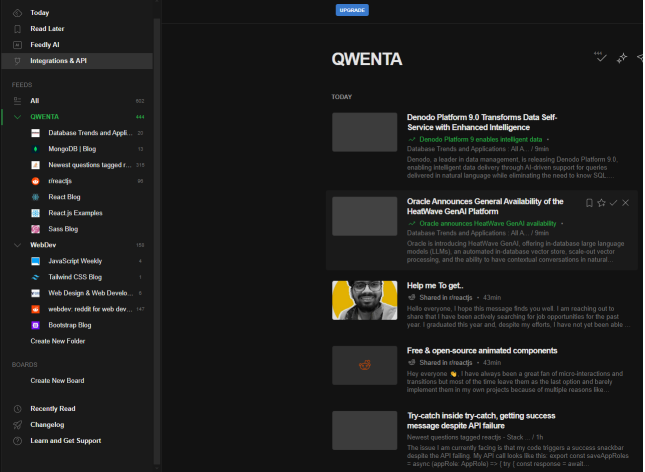 Today
Read Later
Feedly AI
Integrations & API
FEEDS
All 602
QWENTA 444
Database Trends and Appli... 20
MongoDB | Blog 13
Newest questions tagged r... 315
r/reactjs 96
React Blog
React.js Examples
Sass Blog
WebDev 158
JavaScript Weekly 4
Tailwind CSS Blog 1
Web Design & Web Develo... 6
webdev: reddit for web dev... 147
Bootstrap Blog
Create New Folder
BOARDS
Create New Board
Recently Read
Changelog
Learn and Get Support
UPGRADE
QWENTA
TODAY
Denodo Platform 9.0 Transforms Data Self-
Service with Enhanced Intelligence
Denodo Platform 9 enables intelligent data •
Database Trends and Applications · All A... / 9min
Denodo, a leader in data management, is releasing Denodo Platform 9.0,
enabling intelligent data delivery through AI-driven support for queries
delivered in natural language while eliminating the need to know SQL...
Oracle Announces General Availability of the
HeatWave GenAI Platform
Oracle announces HeatWave GenAI availability •
Database Trends and Applications · All A... / 9min
Oracle is introducing HeatWave GenAI, offering in-database large language
models (LLMs), an automated in-database vector store, scale-out vector
processing, and the ability to have contextual conversations in natural...
Help me To get..
Shared in r/reactjs • 43min
Hello everyone, I hope this message finds you well. I am reaching out to
share that I have been actively searching for job opportunities for the past
year. I graduated this year and, despite my efforts, I have not yet been able ...
Free & open-source animated components
Shared in r/reactjs • 43min
Hey everyone 👋, I have always been a great fan of micro-interactions and
transitions but most of the time leave them as the last option and barely
implement them in my own projects because of multiple reasons like...
Try-catch inside try-catch, getting success
message despite API failure
Newest questions tagged reactjs · Stack ... / 1h
The issue I am currently facing is that my code triggers a success snackbar
despite the API failing. My API call looks like this: export const saveAppRoles
= async (appRole: AppRole) => { try { const response = await...